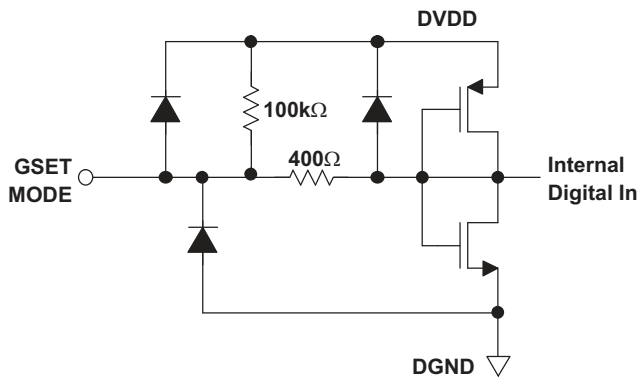 DVDD
100kΩ
400Ω
GSET
MODE
Internal
Digital In
DGND